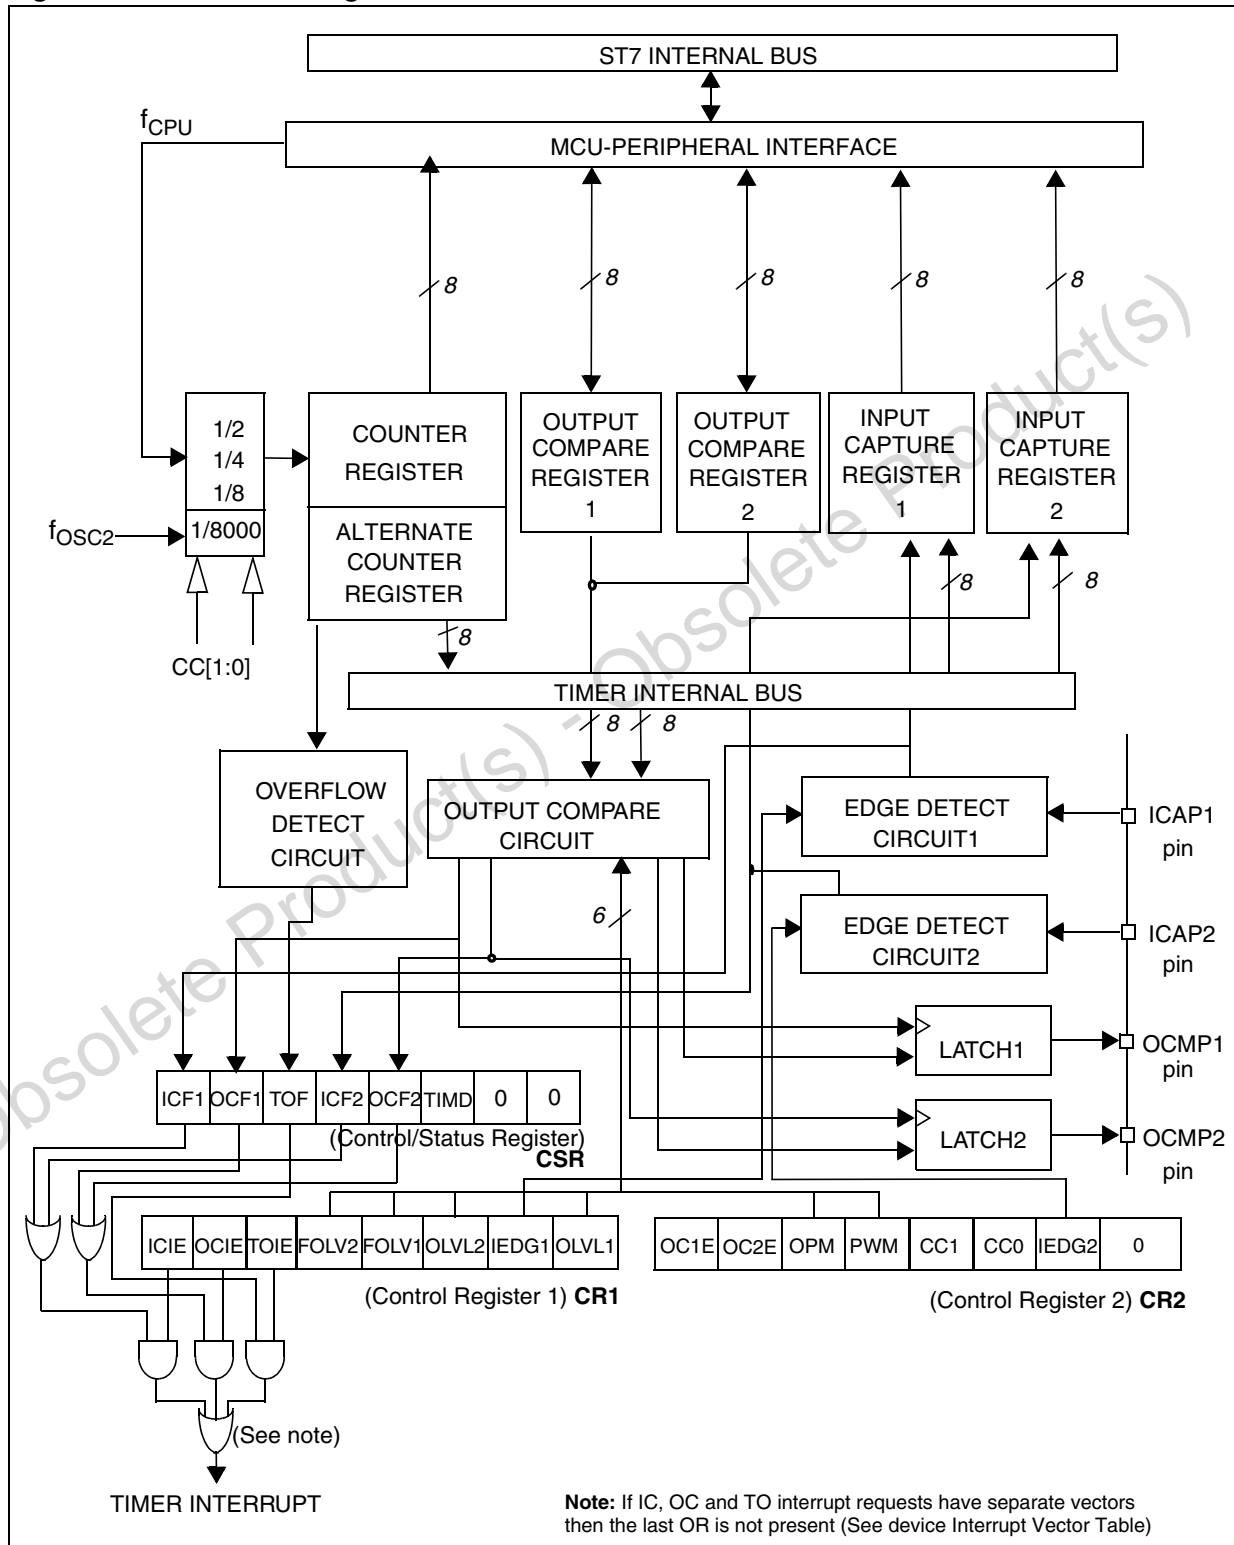 ST7 INTERNAL BUS
fCPU
MCU-PERIPHERAL INTERFACE
8
8
8
8
8
1/2
1/4
1/8
1/8000
fOSC2
CC[1:0]
COUNTER
REGISTER
ALTERNATE
COUNTER
REGISTER
OUTPUT
COMPARE
REGISTER
1
OUTPUT
COMPARE
REGISTER
2
INPUT
CAPTURE
REGISTER
1
INPUT
CAPTURE
REGISTER
2
8
8
8
TIMER INTERNAL BUS
8
8
OVERFLOW
DETECT
CIRCUIT
OUTPUT COMPARE
CIRCUIT
EDGE DETECT
CIRCUIT1
ICAP1
pin
6
EDGE DETECT
CIRCUIT2
ICAP2
pin
LATCH1
OCMP1
pin
LATCH2
OCMP2
pin
ICF1 OCF1 TOF ICF2 OCF2 TIMD 0 0
(Control/Status Register)
CSR
ICIE OCIE TOIE FOLV2 FOLV1 OLVL2 IEDG1 OLVL1
(Control Register 1) CR1
OC1E OC2E OPM PWM CC1 CC0 IEDG2 0
(Control Register 2) CR2
(See note)
TIMER INTERRUPT
Note: If IC, OC and TO interrupt requests have separate vectors
then the last OR is not present (See device Interrupt Vector Table)
Obsolete Product(s) - Obsolete Product(s)